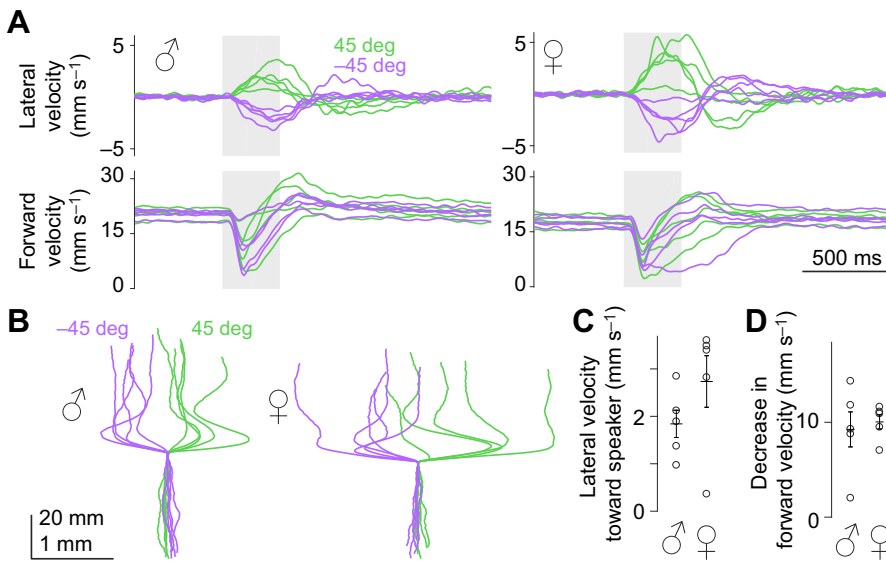 A
Lateral
velocity
(mm s⁻¹)
5
–5
♂
45 deg
–45 deg
♀
5
–5
Forward
velocity
(mm s⁻¹)
30
15
0
30
15
0
500 ms
B
–45 deg 45 deg
♂
♀
20 mm
1 mm
C
Lateral velocity
toward speaker (mm s⁻¹)
2
0
♂ ♀
D
Decrease in
forward velocity (mm s⁻¹)
10
0
♂ ♀